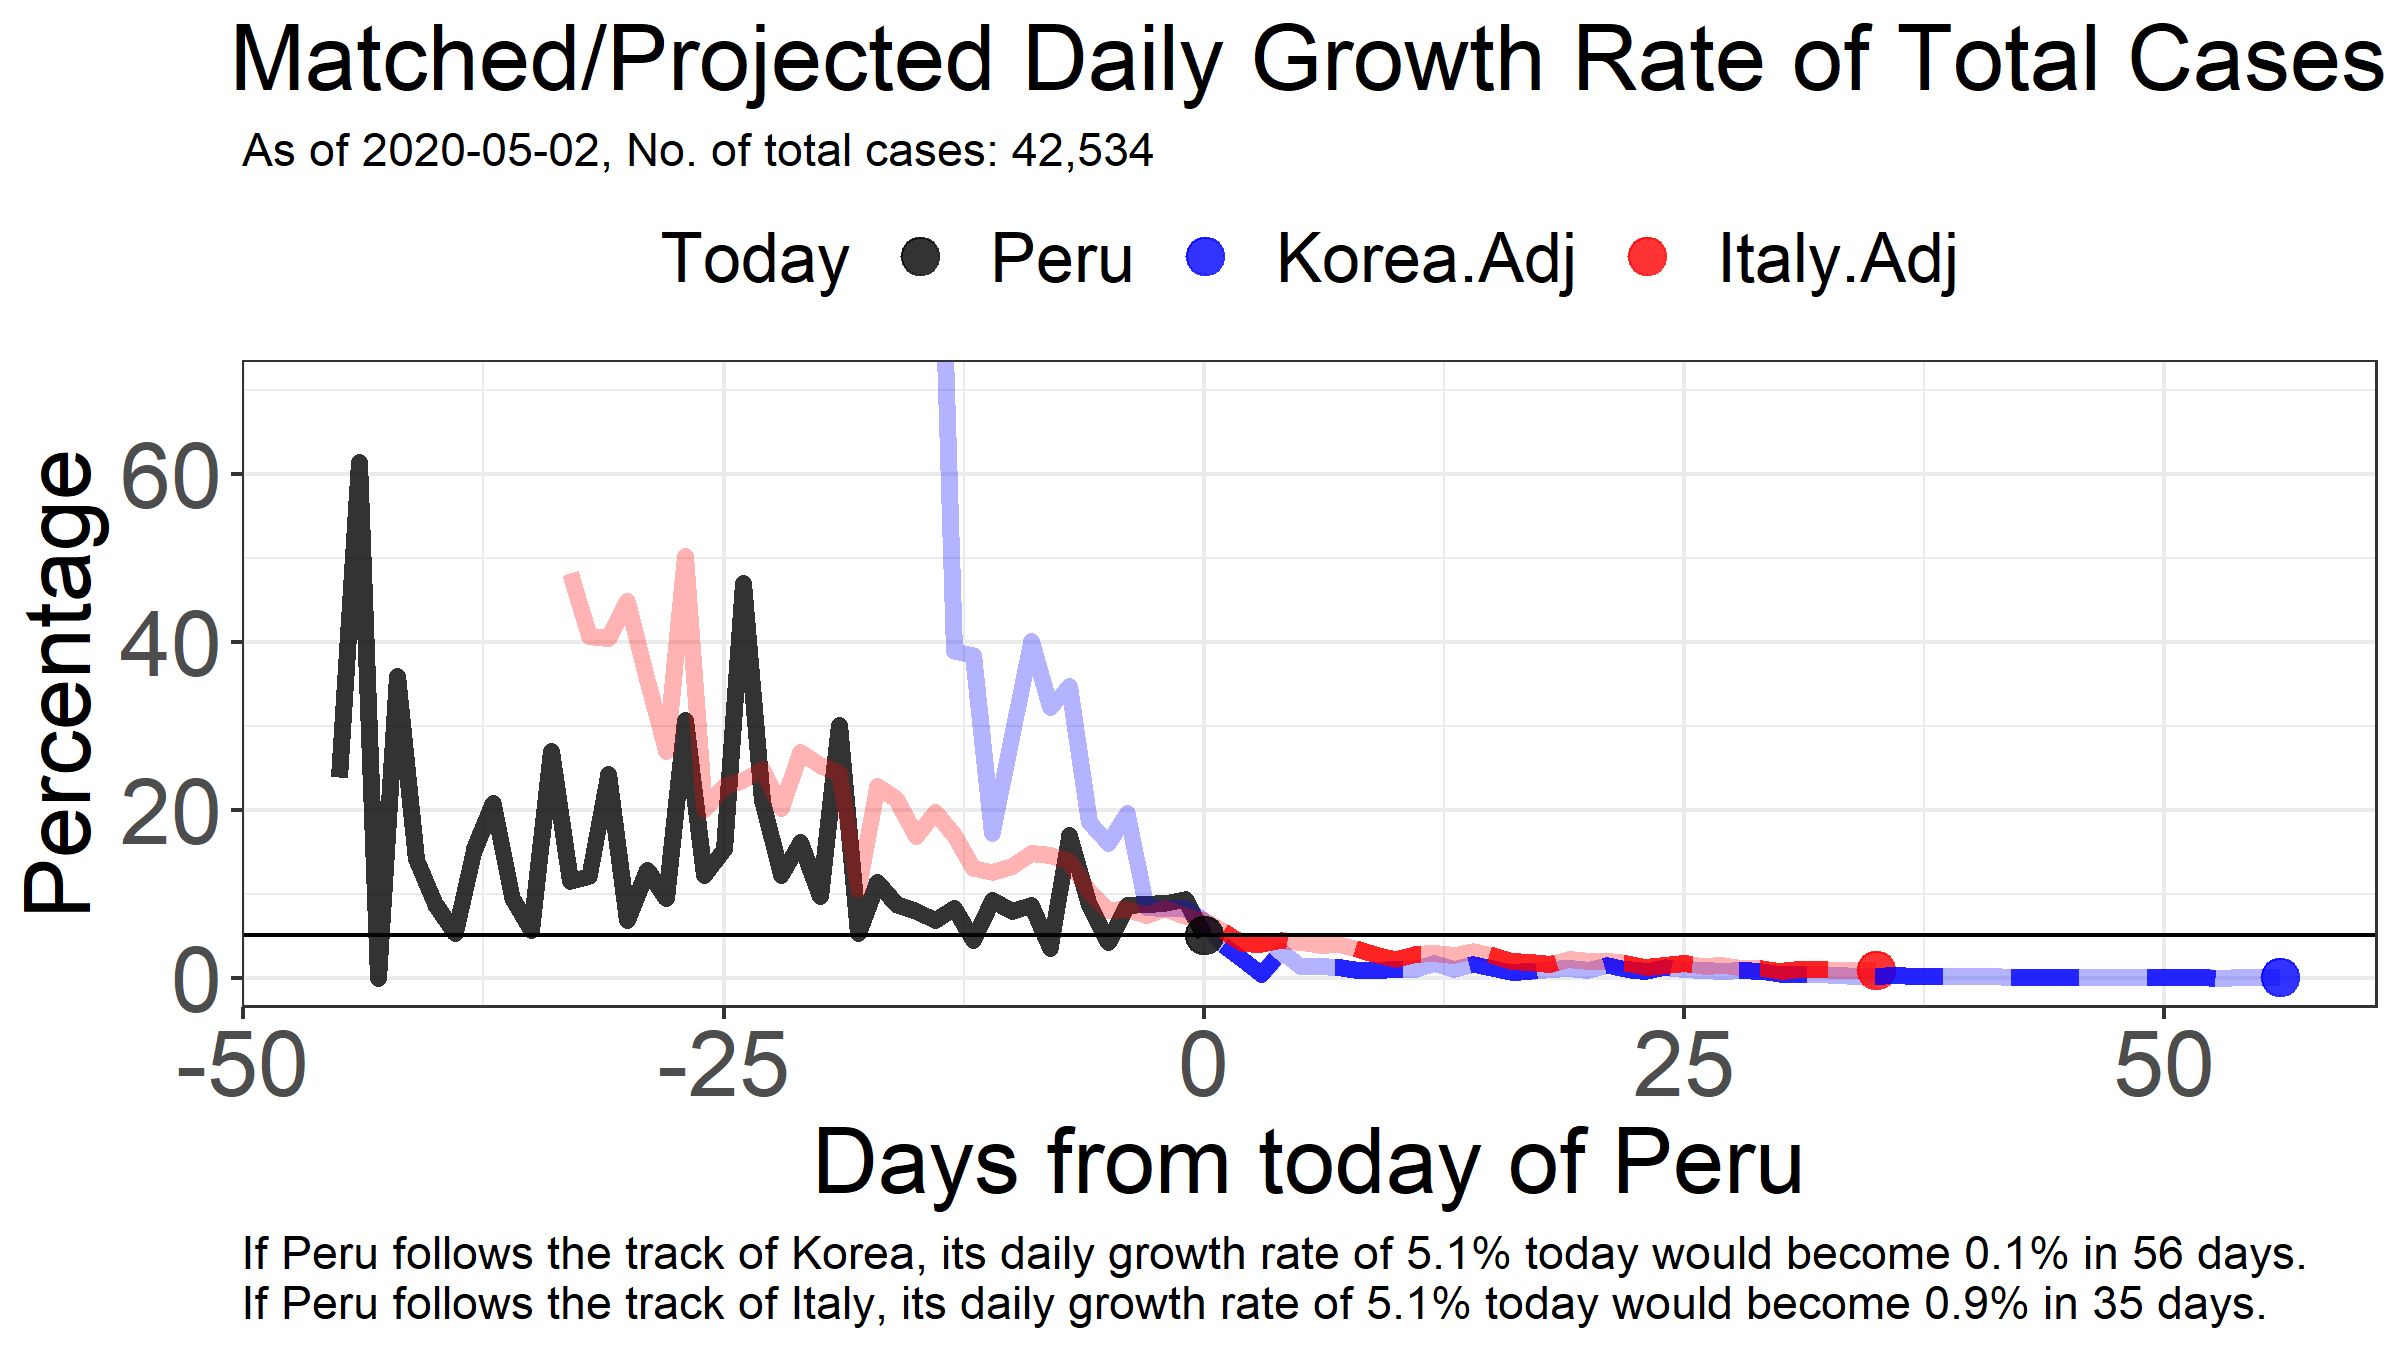 Matched/Projected Daily Growth Rate of Total Cases
As of 2020-05-02, No. of total cases: 42,534
Today Peru Korea.Adj Italy.Adj
Percentage
60
40
20
0
-50 -25 0 25 50
Days from today of Peru
If Peru follows the track of Korea, its daily growth rate of 5.1% today would become 0.1% in 56 days.
If Peru follows the track of Italy, its daily growth rate of 5.1% today would become 0.9% in 35 days.